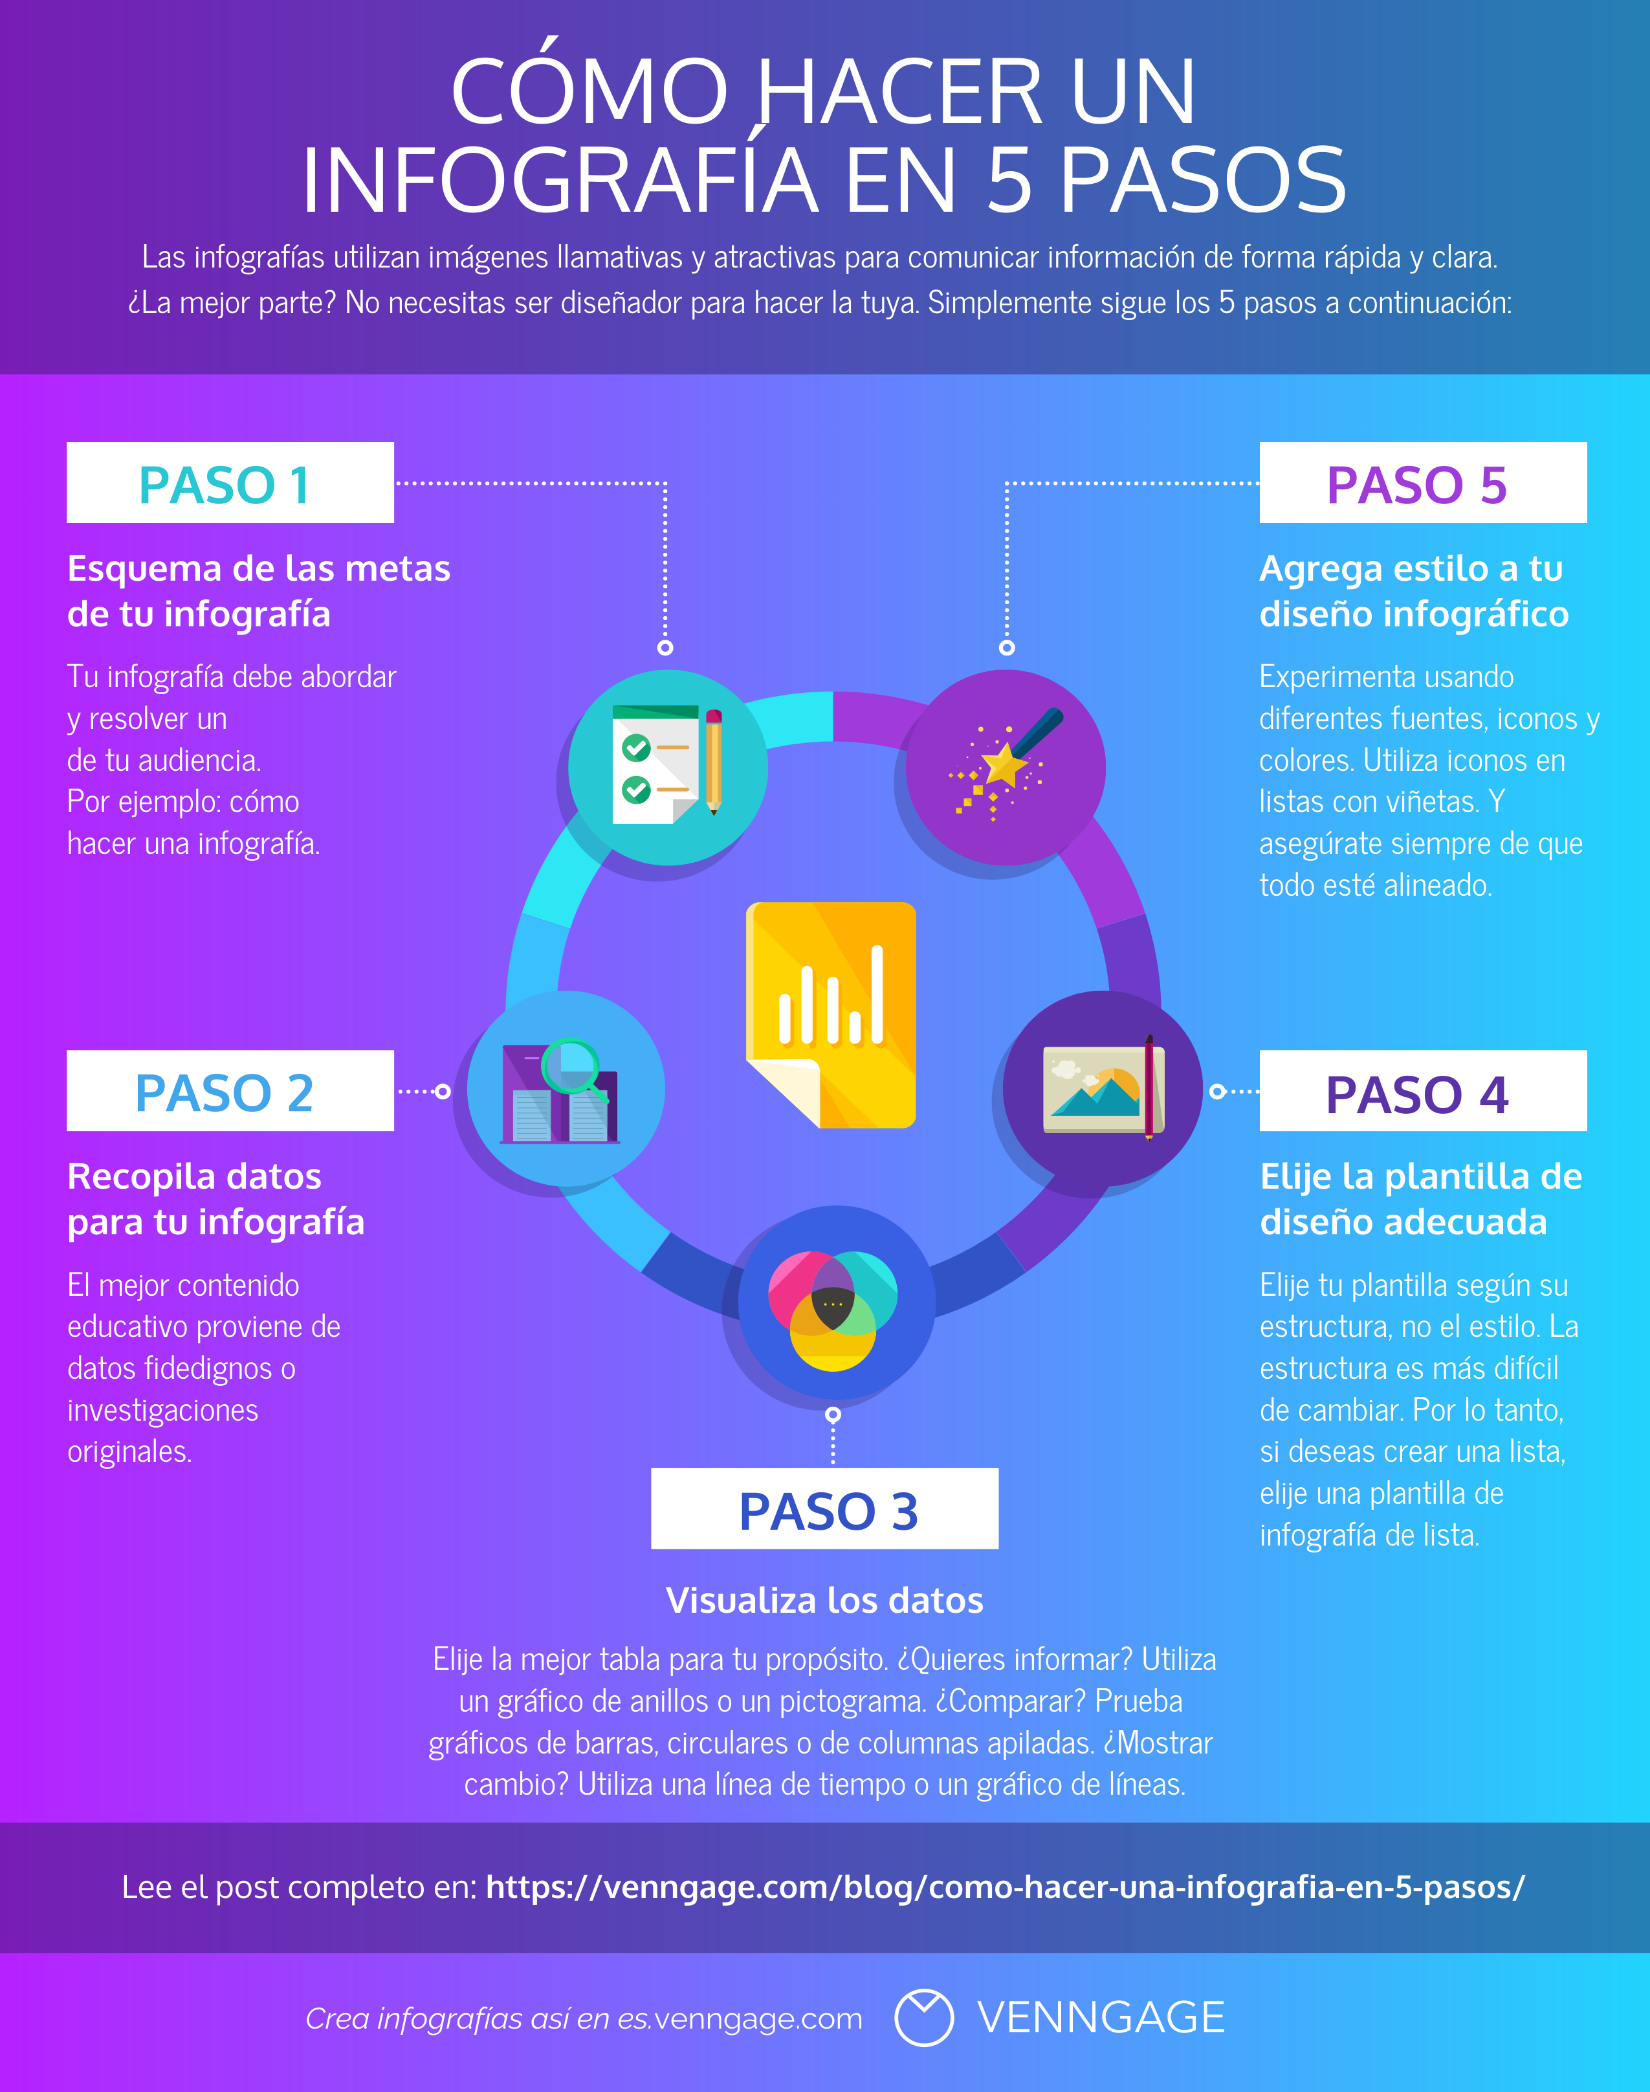 CÓMO HACER UN
INFOGRAFÍA EN 5 PASOS
Las infografías utilizan imágenes llamativas y atractivas para comunicar información de forma rápida y clara.
¿La mejor parte? No necesitas ser diseñador para hacer la tuya. Simplemente sigue los 5 pasos a continuación:
PASO 1
Esquema de las metas
de tu infografía
Tu infografía debe abordar
y resolver un
de tu audiencia.
Por ejemplo: cómo
hacer una infografía.
PASO 2
Recopila datos
para tu infografía
El mejor contenido
educativo proviene de
datos fidedignos o
investigaciones
originales.
PASO 3
Visualiza los datos
Elije la mejor tabla para tu propósito. ¿Quieres informar? Utiliza
un gráfico de anillos o un pictograma. ¿Comparar? Prueba
gráficos de barras, circulares o de columnas apiladas. ¿Mostrar
cambio? Utiliza una línea de tiempo o un gráfico de líneas.
PASO 4
Elije la plantilla de
diseño adecuada
Elije tu plantilla según su
estructura, no el estilo. La
estructura es más difícil
de cambiar. Por lo tanto,
si deseas crear una lista,
elije una plantilla de
infografía de lista.
PASO 5
Agrega estilo a tu
diseño infográfico
Experimenta usando
diferentes fuentes, iconos y
colores. Utiliza iconos en
listas con viñetas. Y
asegúrate siempre de que
todo esté alineado.
Lee el post completo en: https://venngage.com/blog/como-hacer-una-infografia-en-5-pasos/
Crea infografías así en es.venngage.com
VENNGAGE